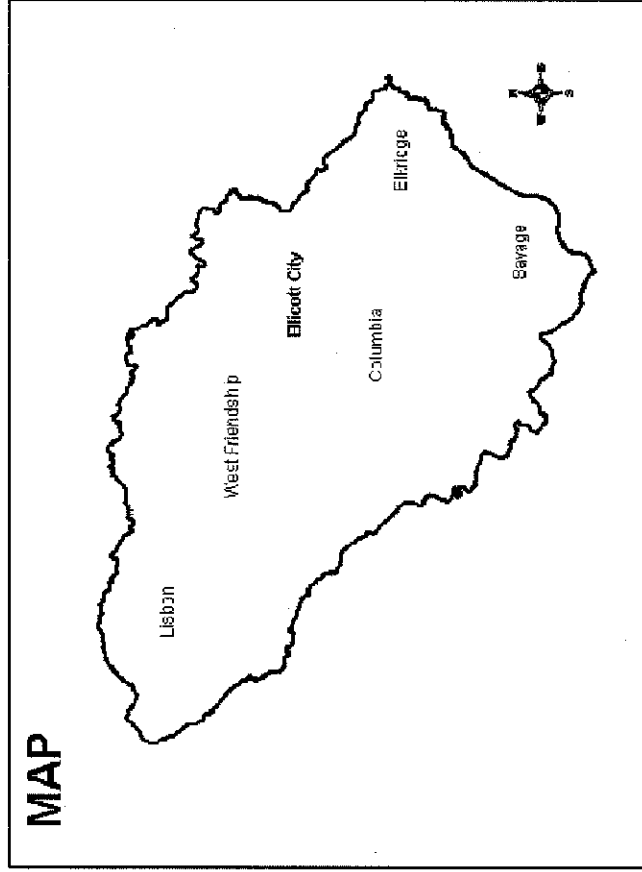 MAP
Lisbon
West Friendship
Ellicott City
Columbia
Elkridge
Savage
N
W
E
S